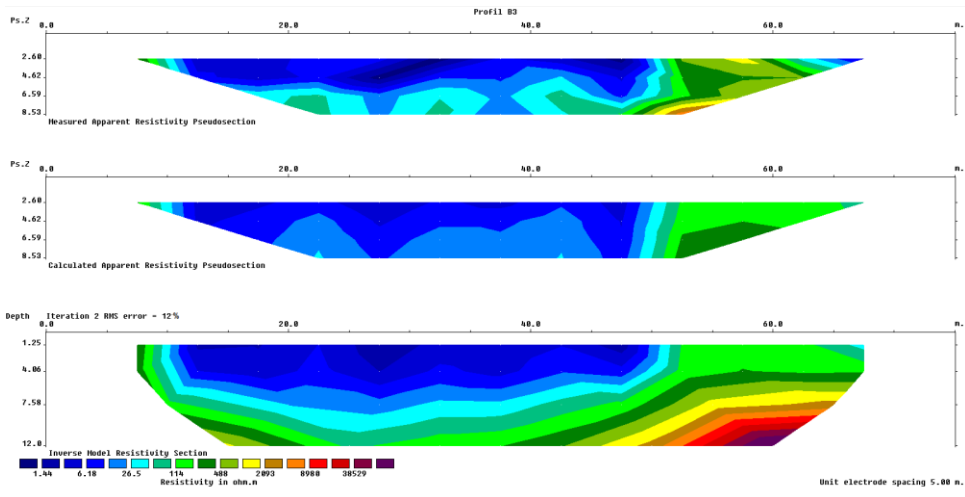 Profil B3
Ps.Z 0.0 20.0 40.0 60.0 m.
2.60
4.62
6.59
8.53
Measured Apparent Resistivity Pseudosection
Ps.Z 0.0 20.0 40.0 60.0 m.
2.60
4.62
6.59
8.53
Calculated Apparent Resistivity Pseudosection
Depth Iteration 2 RMS error = 12%
0.0 20.0 40.0 60.0 m.
1.25
4.06
7.58
12.0
Inverse Model Resistivity Section
1.44 6.18 26.5 114 488 2093 8980 38529
Resistivity in ohm.m Unit electrode spacing 5.00 m.